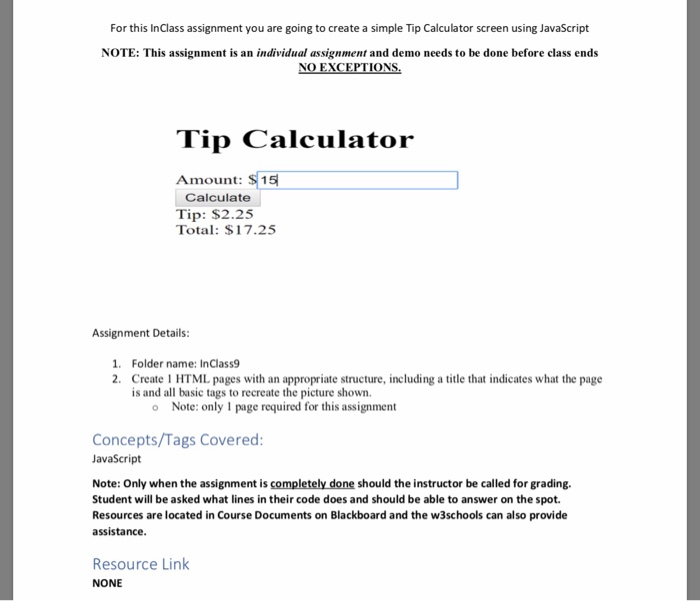 For this InClass assignment you are going to create a simple Tip Calculator screen using JavaScript
NOTE: This assignment is an individual assignment and demo needs to be done before class ends
NO EXCEPTIONS.
Tip Calculator
Amount: $ 15
Calculate
Tip: $2.25
Total: $17.25
Assignment Details:
1. Folder name: InClass9
2. Create 1 HTML pages with an appropriate structure, including a title that indicates what the page
is and all basic tags to recreate the picture shown.
o Note: only 1 page required for this assignment
Concepts/Tags Covered:
JavaScript
Note: Only when the assignment is completely done should the instructor be called for grading.
Student will be asked what lines in their code does and should be able to answer on the spot.
Resources are located in Course Documents on Blackboard and the w3schools can also provide
assistance.
Resource Link
NONE